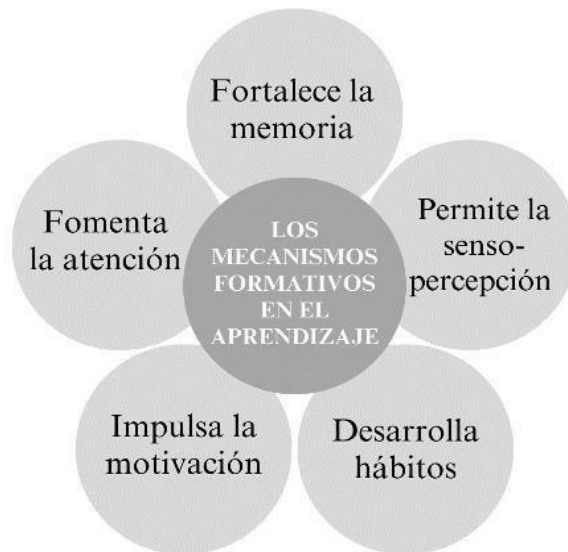 Fortalece la
memoria
Fomenta
la atención
LOS
MECANISMOS
FORMATIVOS
EN EL
APRENDIZAJE
Permite la
senso-
percepción
Impulsa la
motivación
Desarrolla
hábitos